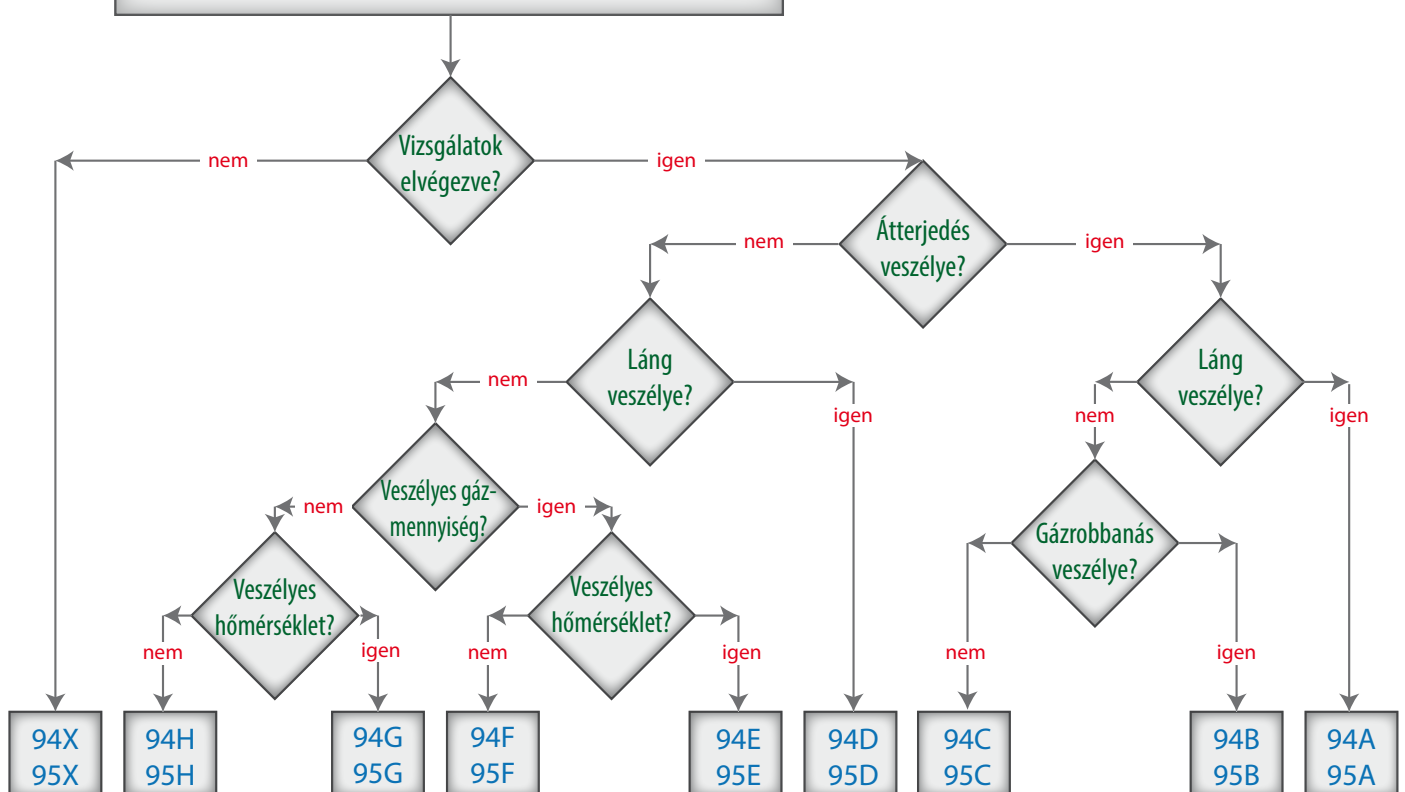 Vizsgálatok
elvégezve?
nem
igen
Átterjedés
veszélye?
nem
igen
Láng
veszélye?
Láng
veszélye?
nem
igen
nem
igen
Veszélyes gáz-
mennyiség?
nem
igen
Gázrobbanás
veszélye?
Veszélyes
hőmérséklet?
Veszélyes
hőmérséklet?
nem
igen
nem
igen
nem
igen
94X
95X
94H
95H
94G
95G
94F
95F
94E
95E
94D
95D
94C
95C
94B
95B
94A
95A